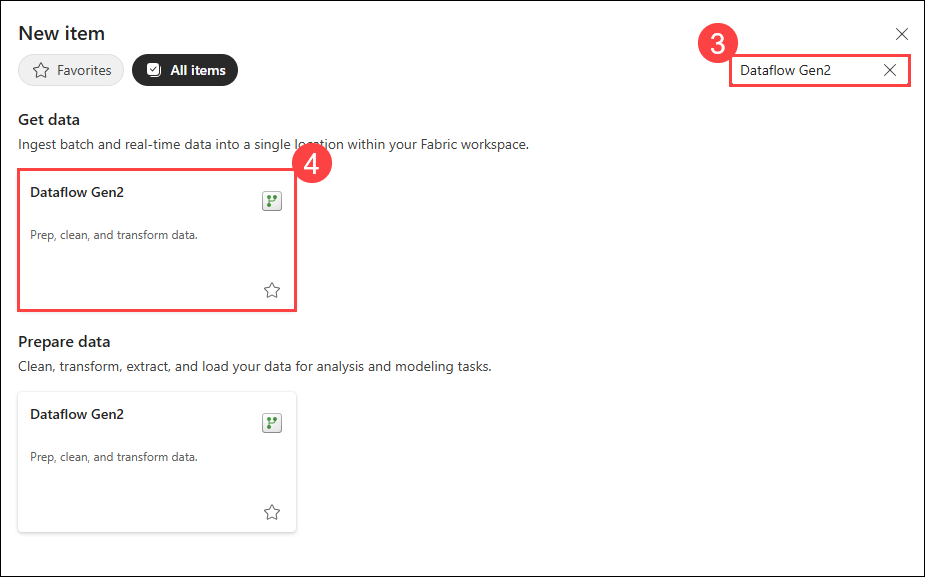 New item
Favorites
All items
3
Dataflow Gen2
Get data
Ingest batch and real-time data into a single location within your Fabric workspace.
4
Dataflow Gen2
Prep, clean, and transform data.
Prepare data
Clean, transform, extract, and load your data for analysis and modeling tasks.
Dataflow Gen2
Prep, clean, and transform data.